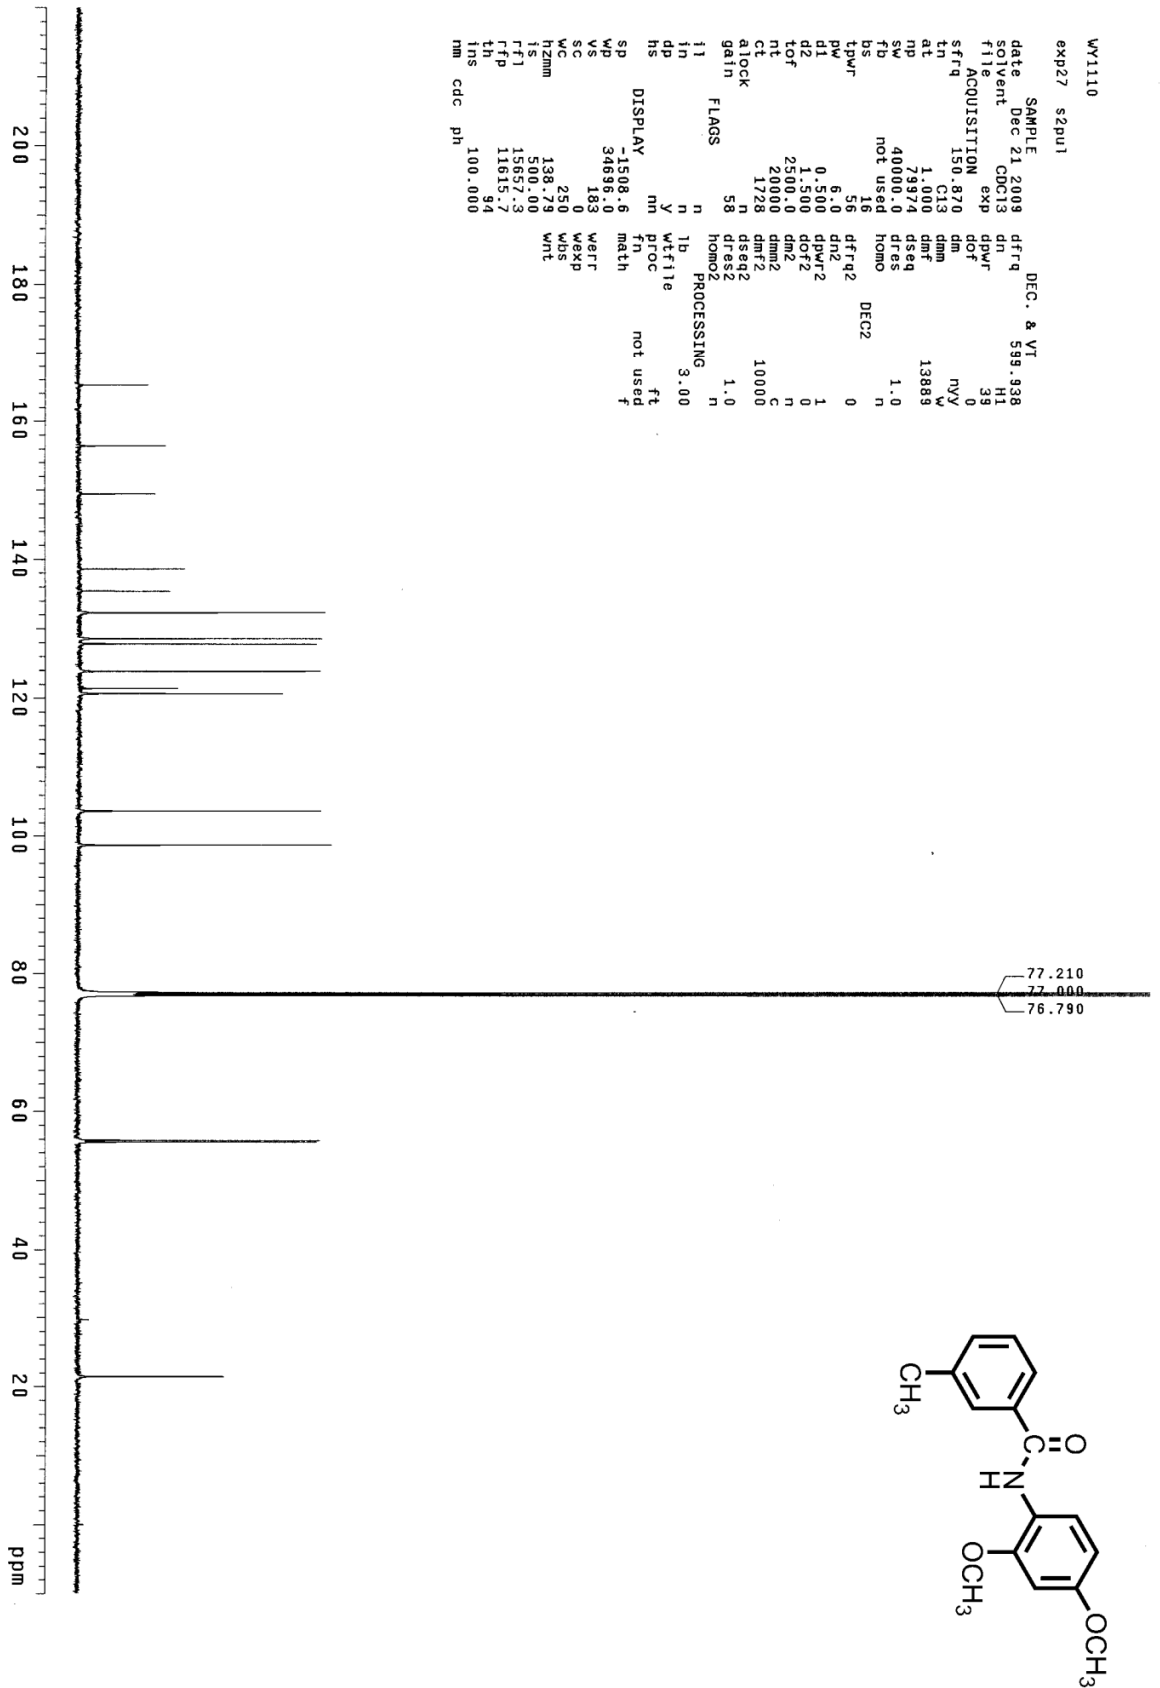 WY1110
exp27 s2pul
SAMPLE DEC. & VT
date Dec 21 2009 dfrq 599.938
solvent CDCl3 dn H1
file exp dpwr 39
ACQUISITION dof 0
sfrq 150.870 dm nyy
tn C13 dmm w
at 1.000 dmf 13889
np 79974 dseq
sw 40000.0 dres 1.0
fb not used homo n
bs 16 DEC2
tpwr 56 dfrq2 0
pw 6.0 dn2
d1 0.500 dpwr2 1
d2 1.500 dof2 0
tof 2500.0 dm2 n
nt 20000 dmm2 c
ct 1728 dmf2 10000
alock n dseq2
gain 58 dres2 1.0
FLAGS homo2 n
il n PROCESSING
in n lb 3.00
dp y wtfile
hs nn proc ft
DISPLAY fn not used
sp -1508.6 math f
wp 34696.0
vs 183 werr
sc 0 wexp
wc 250 wbs
hzmm 138.79 wnt
is 500.00
rfl 15657.3
rfp 11615.7
th 94
ins 100.000
nm cdc ph
77.210
77.000
76.790
O
C
N
H
CH3
OCH3
OCH3
200 180 160 140 120 100 80 60 40 20 ppm